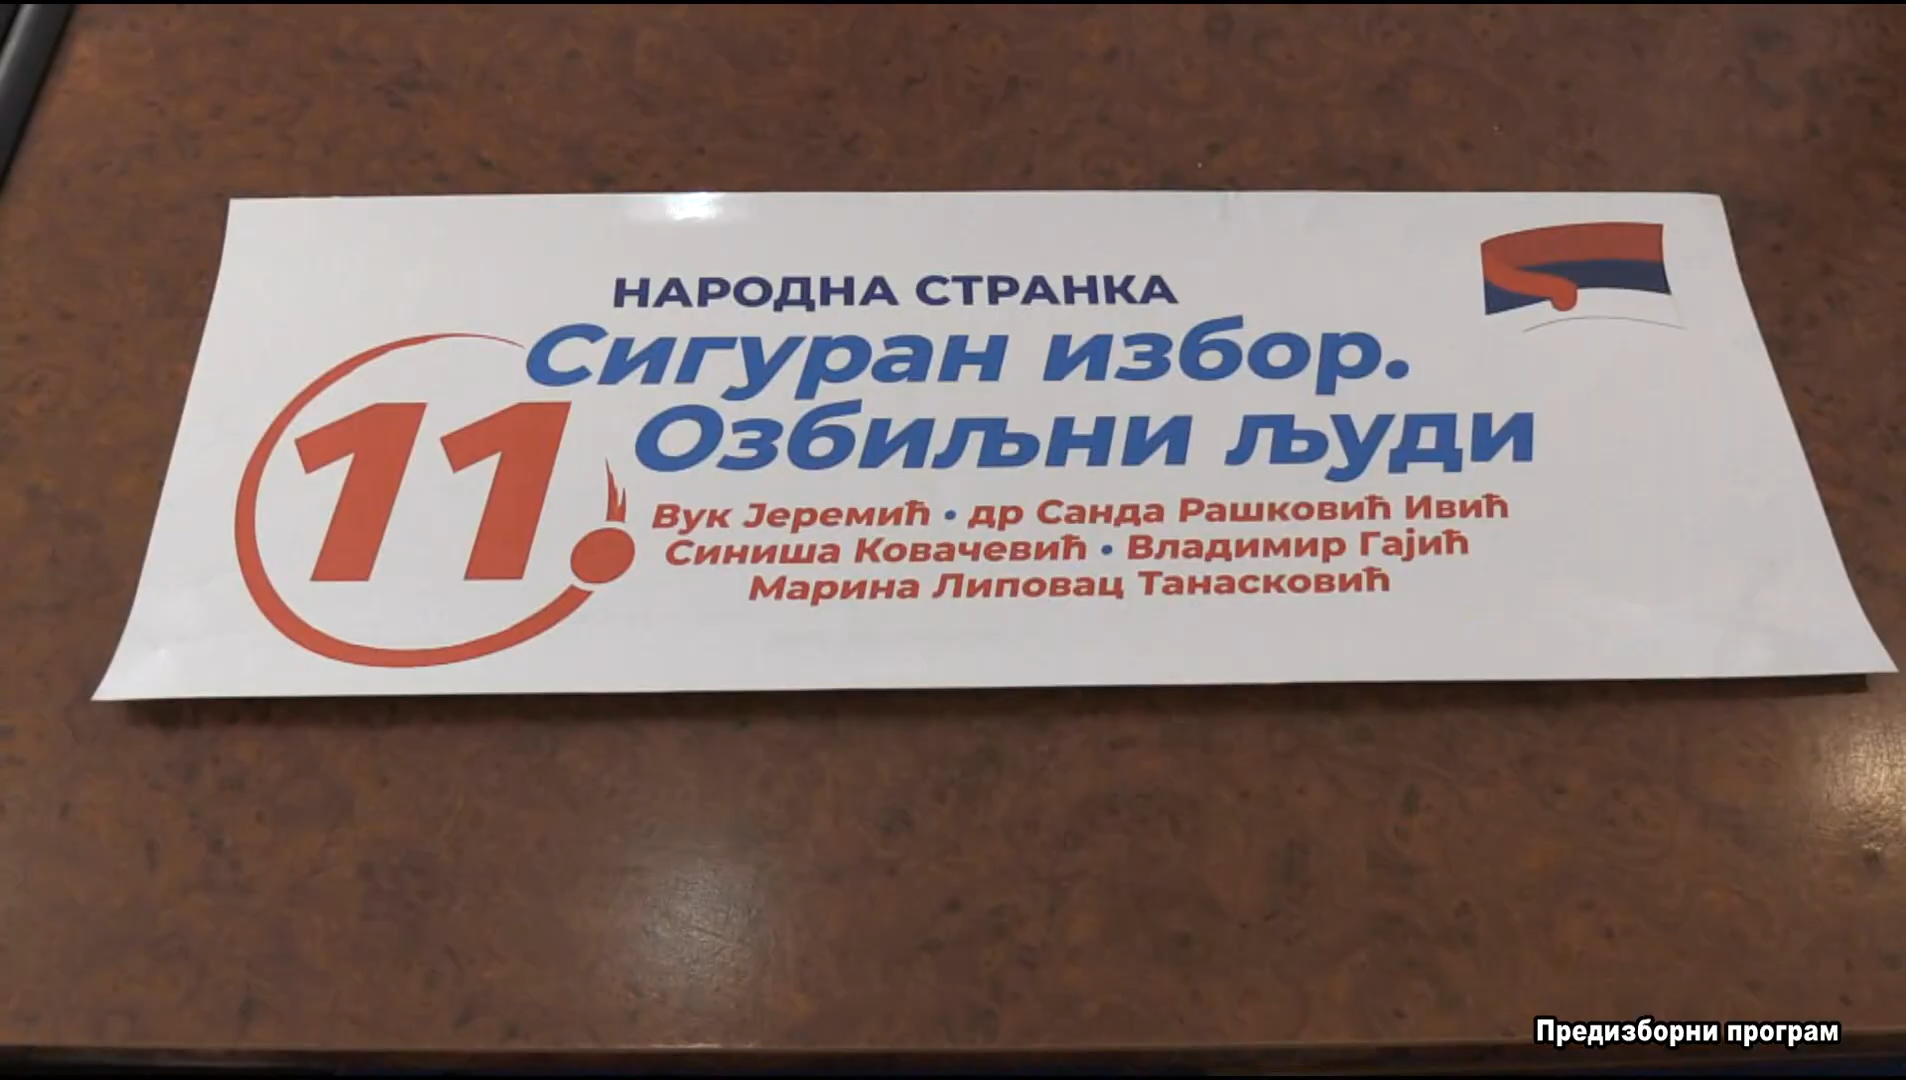 НАРОДНА СТРАНКА
Сигуран избор.
Озбиљни људи
11.
Вук Јеремић • др Санда Рашковић Ивић
Синиша Ковачевић • Владимир Гајић
Марина Липовац Танасковић
Предизборни програм